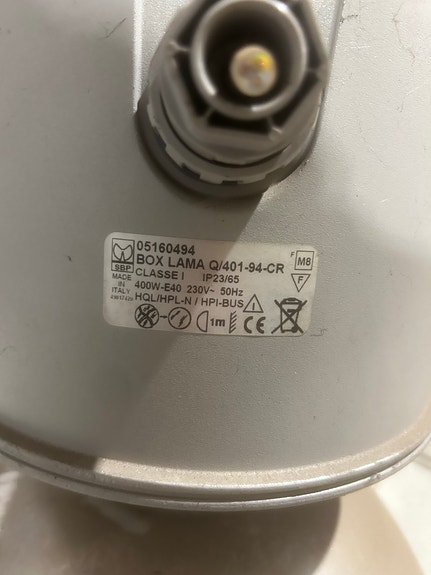 05160494
BOX LAMA Q/401-94-CR
SBP
CLASSE I IP23/65
MADE IN ITALY
400W-E40 230V~ 50Hz
HQL/HPL-N / HPI-BUS
F M8
F
1m
CE